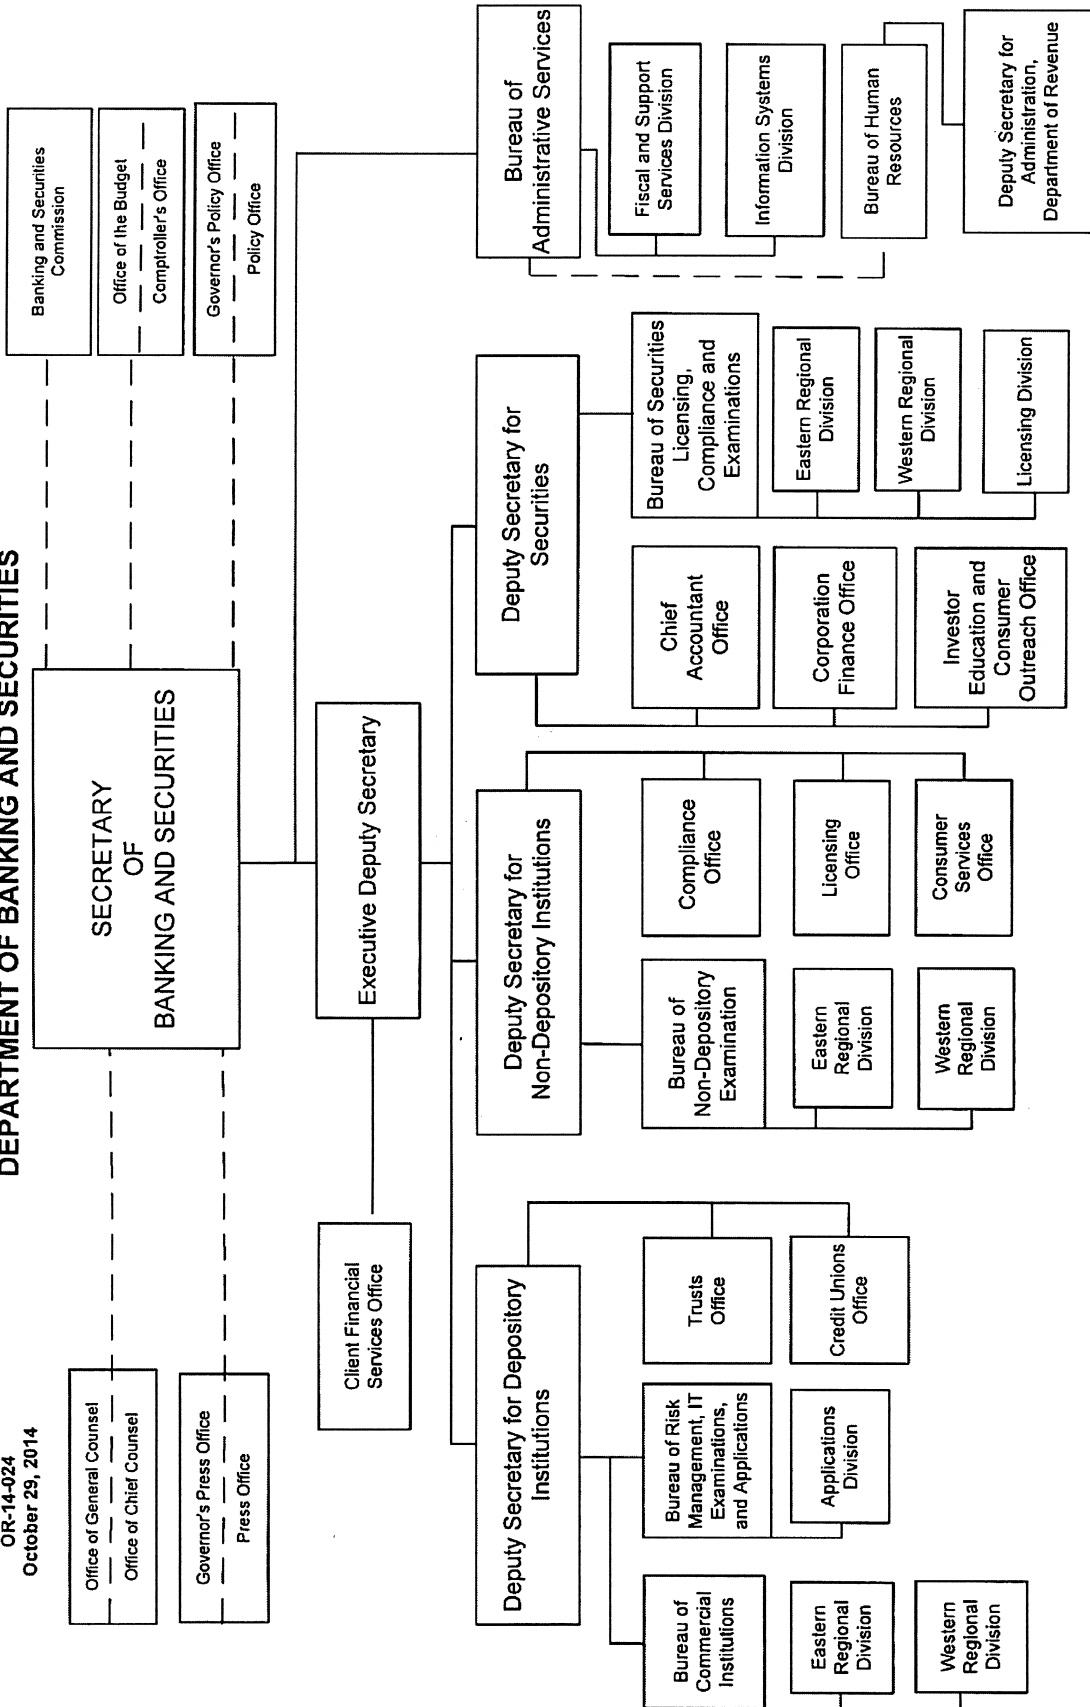 OR-14-024
October 29, 2014
DEPARTMENT OF BANKING AND SECURITIES
SECRETARY
OF
BANKING AND SECURITIES
Office of General Counsel
Office of Chief Counsel
Governor's Press Office
Press Office
Banking and Securities
Commission
Office of the Budget
Comptroller's Office
Governor's Policy Office
Policy Office
Executive Deputy Secretary
Client Financial
Services Office
Deputy Secretary for Depository
Institutions
Bureau of
Commercial
Institutions
Eastern
Regional
Division
Western
Regional
Division
Bureau of Risk
Management, IT
Examinations,
and Applications
Applications
Division
Trusts
Office
Credit Unions
Office
Deputy Secretary for
Non-Depository Institutions
Bureau of
Non-Depository
Examination
Eastern
Regional
Division
Western
Regional
Division
Compliance
Office
Licensing
Office
Consumer
Services
Office
Deputy Secretary for
Securities
Chief
Accountant
Office
Corporation
Finance Office
Investor
Education and
Consumer
Outreach Office
Bureau of Securities
Licensing,
Compliance and
Examinations
Eastern Regional
Division
Western Regional
Division
Licensing Division
Bureau of
Administrative Services
Fiscal and Support
Services Division
Information Systems
Division
Bureau of Human
Resources
Deputy Secretary for
Administration,
Department of Revenue